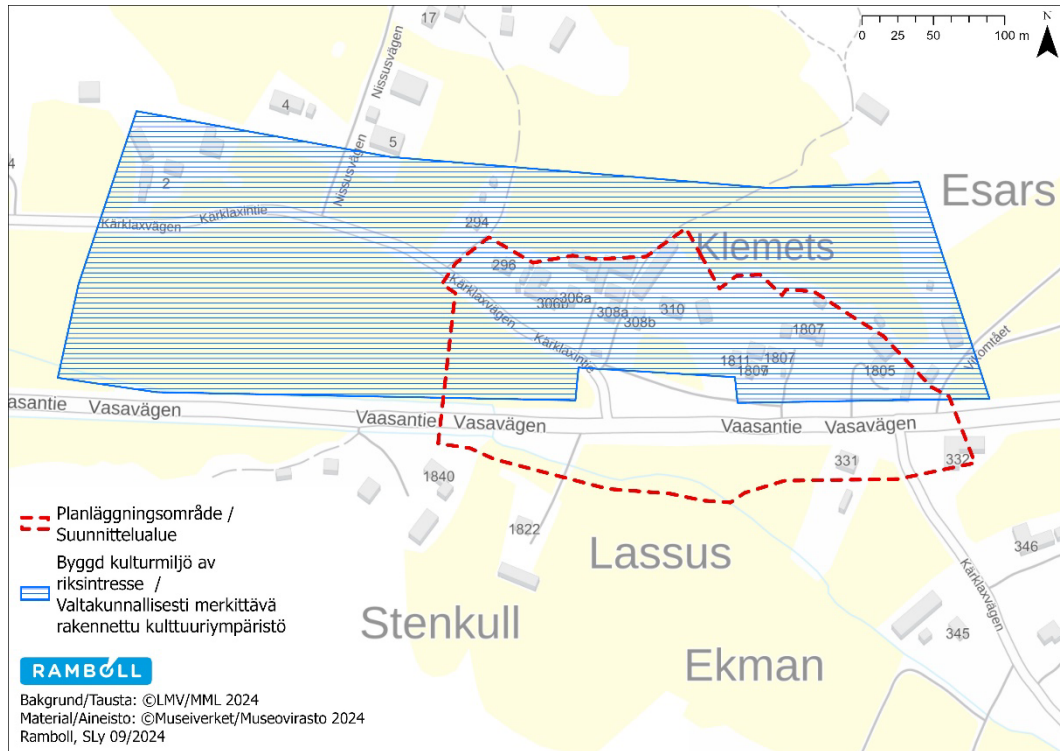 17
N
0 25 50 100 m
Nissusvägen
4
5
4
2
Nissusvägen
Esars
Kärklaxvägen
Kärklaxintie
294
Klemets
296
Kärklaxvägen
306b
306a
308a
308b
310
Kärklaxintie
1807
1811
1807
1809
1805
Viltomtået
asantie
Vasavägen
Vaasantie
Vasavägen
Vaasantie
Vasavägen
1840
331
332
1822
Lassus
346
Kärklaxvägen
Stenkull
345
Ekman
Planläggningsområde /
Suunnittelualue
Byggd kulturmiljö av
riksintresse /
Valtakunnallisesti merkittävä
rakennettu kulttuuriympäristö
RAMBOLL
Bakgrund/Tausta: ©LMV/MML 2024
Material/Aineisto: ©Museiverket/Museovirasto 2024
Ramboll, SLy 09/2024